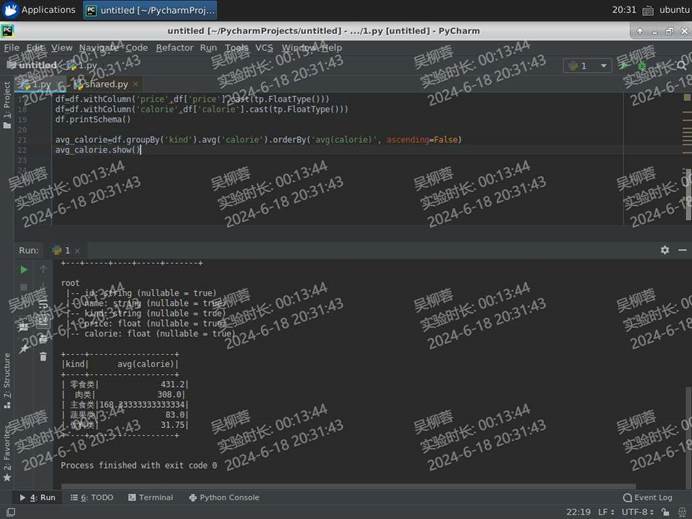 Applications
untitled [~/PycharmProj...
20:31
ubuntu
untitled [~/PycharmProjects/untitled] - .../1.py [untitled] - PyCharm
File Edit View Navigate Code Refactor Run Tools VCS Window Help
untitled
1.py
1
1.py
shared.py
1: Project
17 df=df.withColumn('price',df['price'].cast(tp.FloatType()))
18 df=df.withColumn('calorie',df['calorie'].cast(tp.FloatType()))
19 df.printSchema()
20
21 avg_calorie=df.groupBy('kind').avg('calorie').orderBy('avg(calorie)', ascending=False)
22 avg_calorie.show()
23
Run:
1
+---+-----+----+-----+-------+
root
|-- id: string (nullable = true)
|-- name: string (nullable = true)
|-- kind: string (nullable = true)
|-- price: float (nullable = true)
|-- calorie: float (nullable = true)
+----+------------------+
|kind| avg(calorie)|
+----+------------------+
| 零食类| 431.2|
| 肉类| 308.0|
| 主食类|168.33333333333334|
| 蔬果类| 83.0|
31.75|
+----+------------------+
Process finished with exit code 0
7: Structure
2: Favorites
4: Run
6: TODO
Terminal
Python Console
Event Log
22:19 LF UTF-8
吴柳蓉
实验时长: 00:13:44
2024-6-18 20:31:43